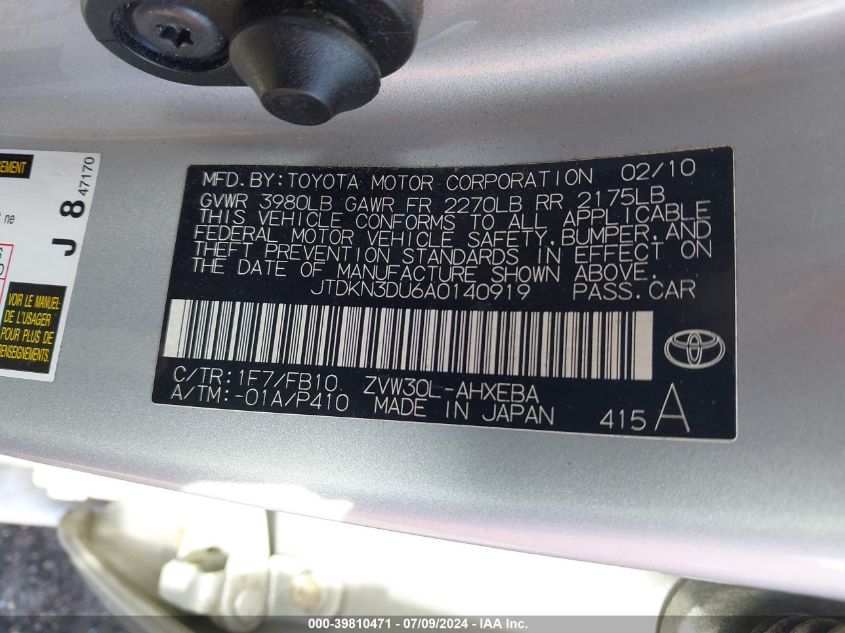 REMENT
t ne
J 8 47170
VOIR LE MANUEL-
DE L'USAGER
POUR PLUS DE
RENSEIGNEMENTS.
MFD. BY: TOYOTA MOTOR CORPORATION 02/10
GVWR 3980LB GAWR FR 2270LB RR 2175LB
THIS VEHICLE CONFORMS TO ALL APPLICABLE
FEDERAL MOTOR VEHICLE SAFETY, BUMPER, AND
THEFT PREVENTION STANDARDS IN EFFECT ON
THE DATE OF MANUFACTURE SHOWN ABOVE.
JTDKN3DU6A0140919 PASS. CAR
C/TR: 1F7/FB10 ZVW30L-AHXEBA
A/TM: -01A/P410 MADE IN JAPAN 415 A
000-39810471 - 07/09/2024 - IAA Inc.